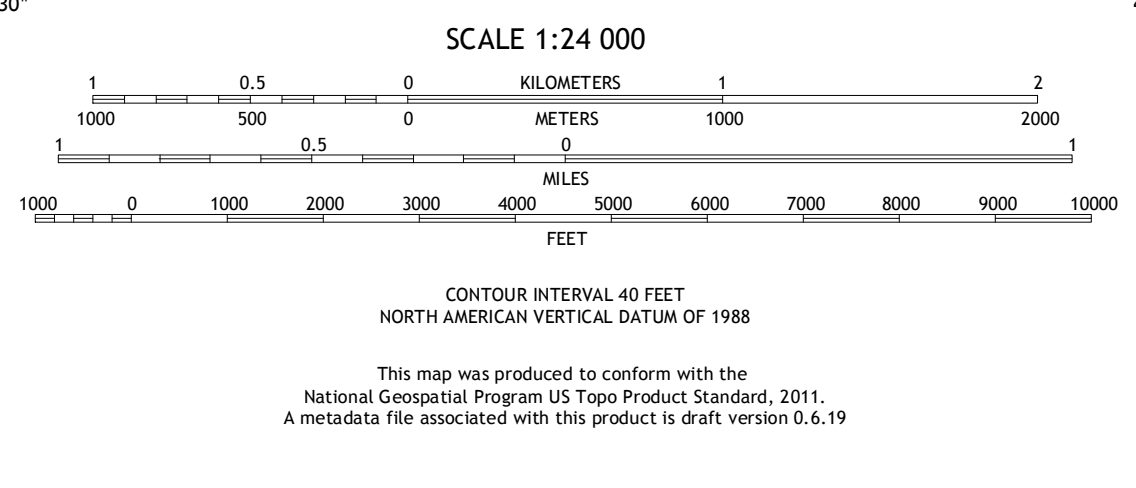 30"
SCALE 1:24 000
1 0.5 0 KILOMETERS 1 2
1000 500 0 METERS 1000 2000
1 0.5 0 1
MILES
1000 0 1000 2000 3000 4000 5000 6000 7000 8000 9000 10000
FEET
CONTOUR INTERVAL 40 FEET
NORTH AMERICAN VERTICAL DATUM OF 1988
This map was produced to conform with the
National Geospatial Program US Topo Product Standard, 2011.
A metadata file associated with this product is draft version 0.6.19